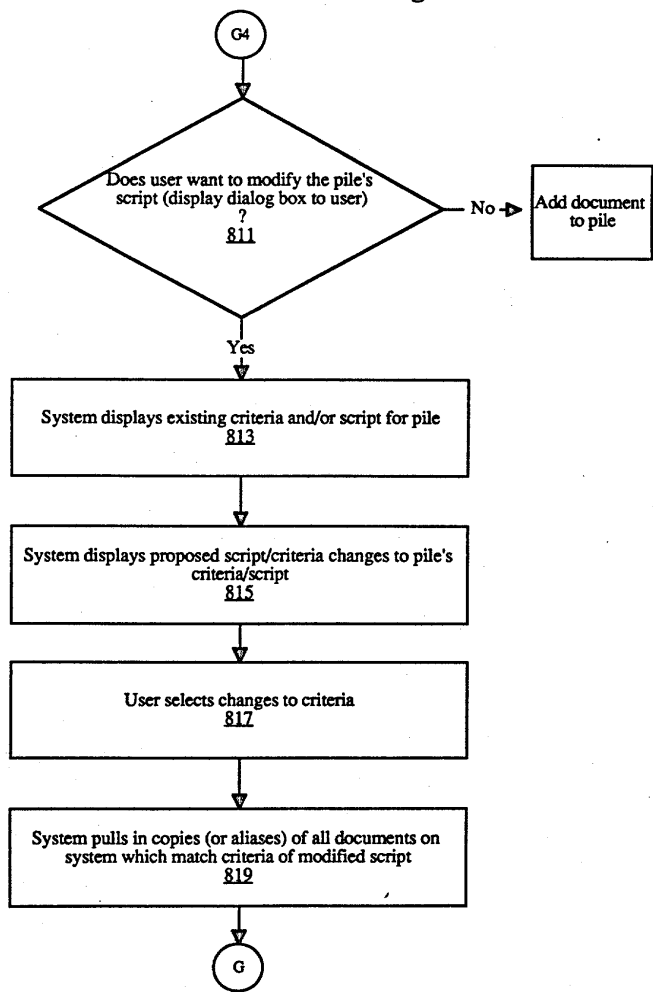 G4
Does user want to modify the pile's
script (display dialog box to user)
?
811
No
Add document
to pile
Yes
System displays existing criteria and/or script for pile
813
System displays proposed script/criteria changes to pile's
criteria/script
815
User selects changes to criteria
817
System pulls in copies (or aliases) of all documents on
system which match criteria of modified script
819
G